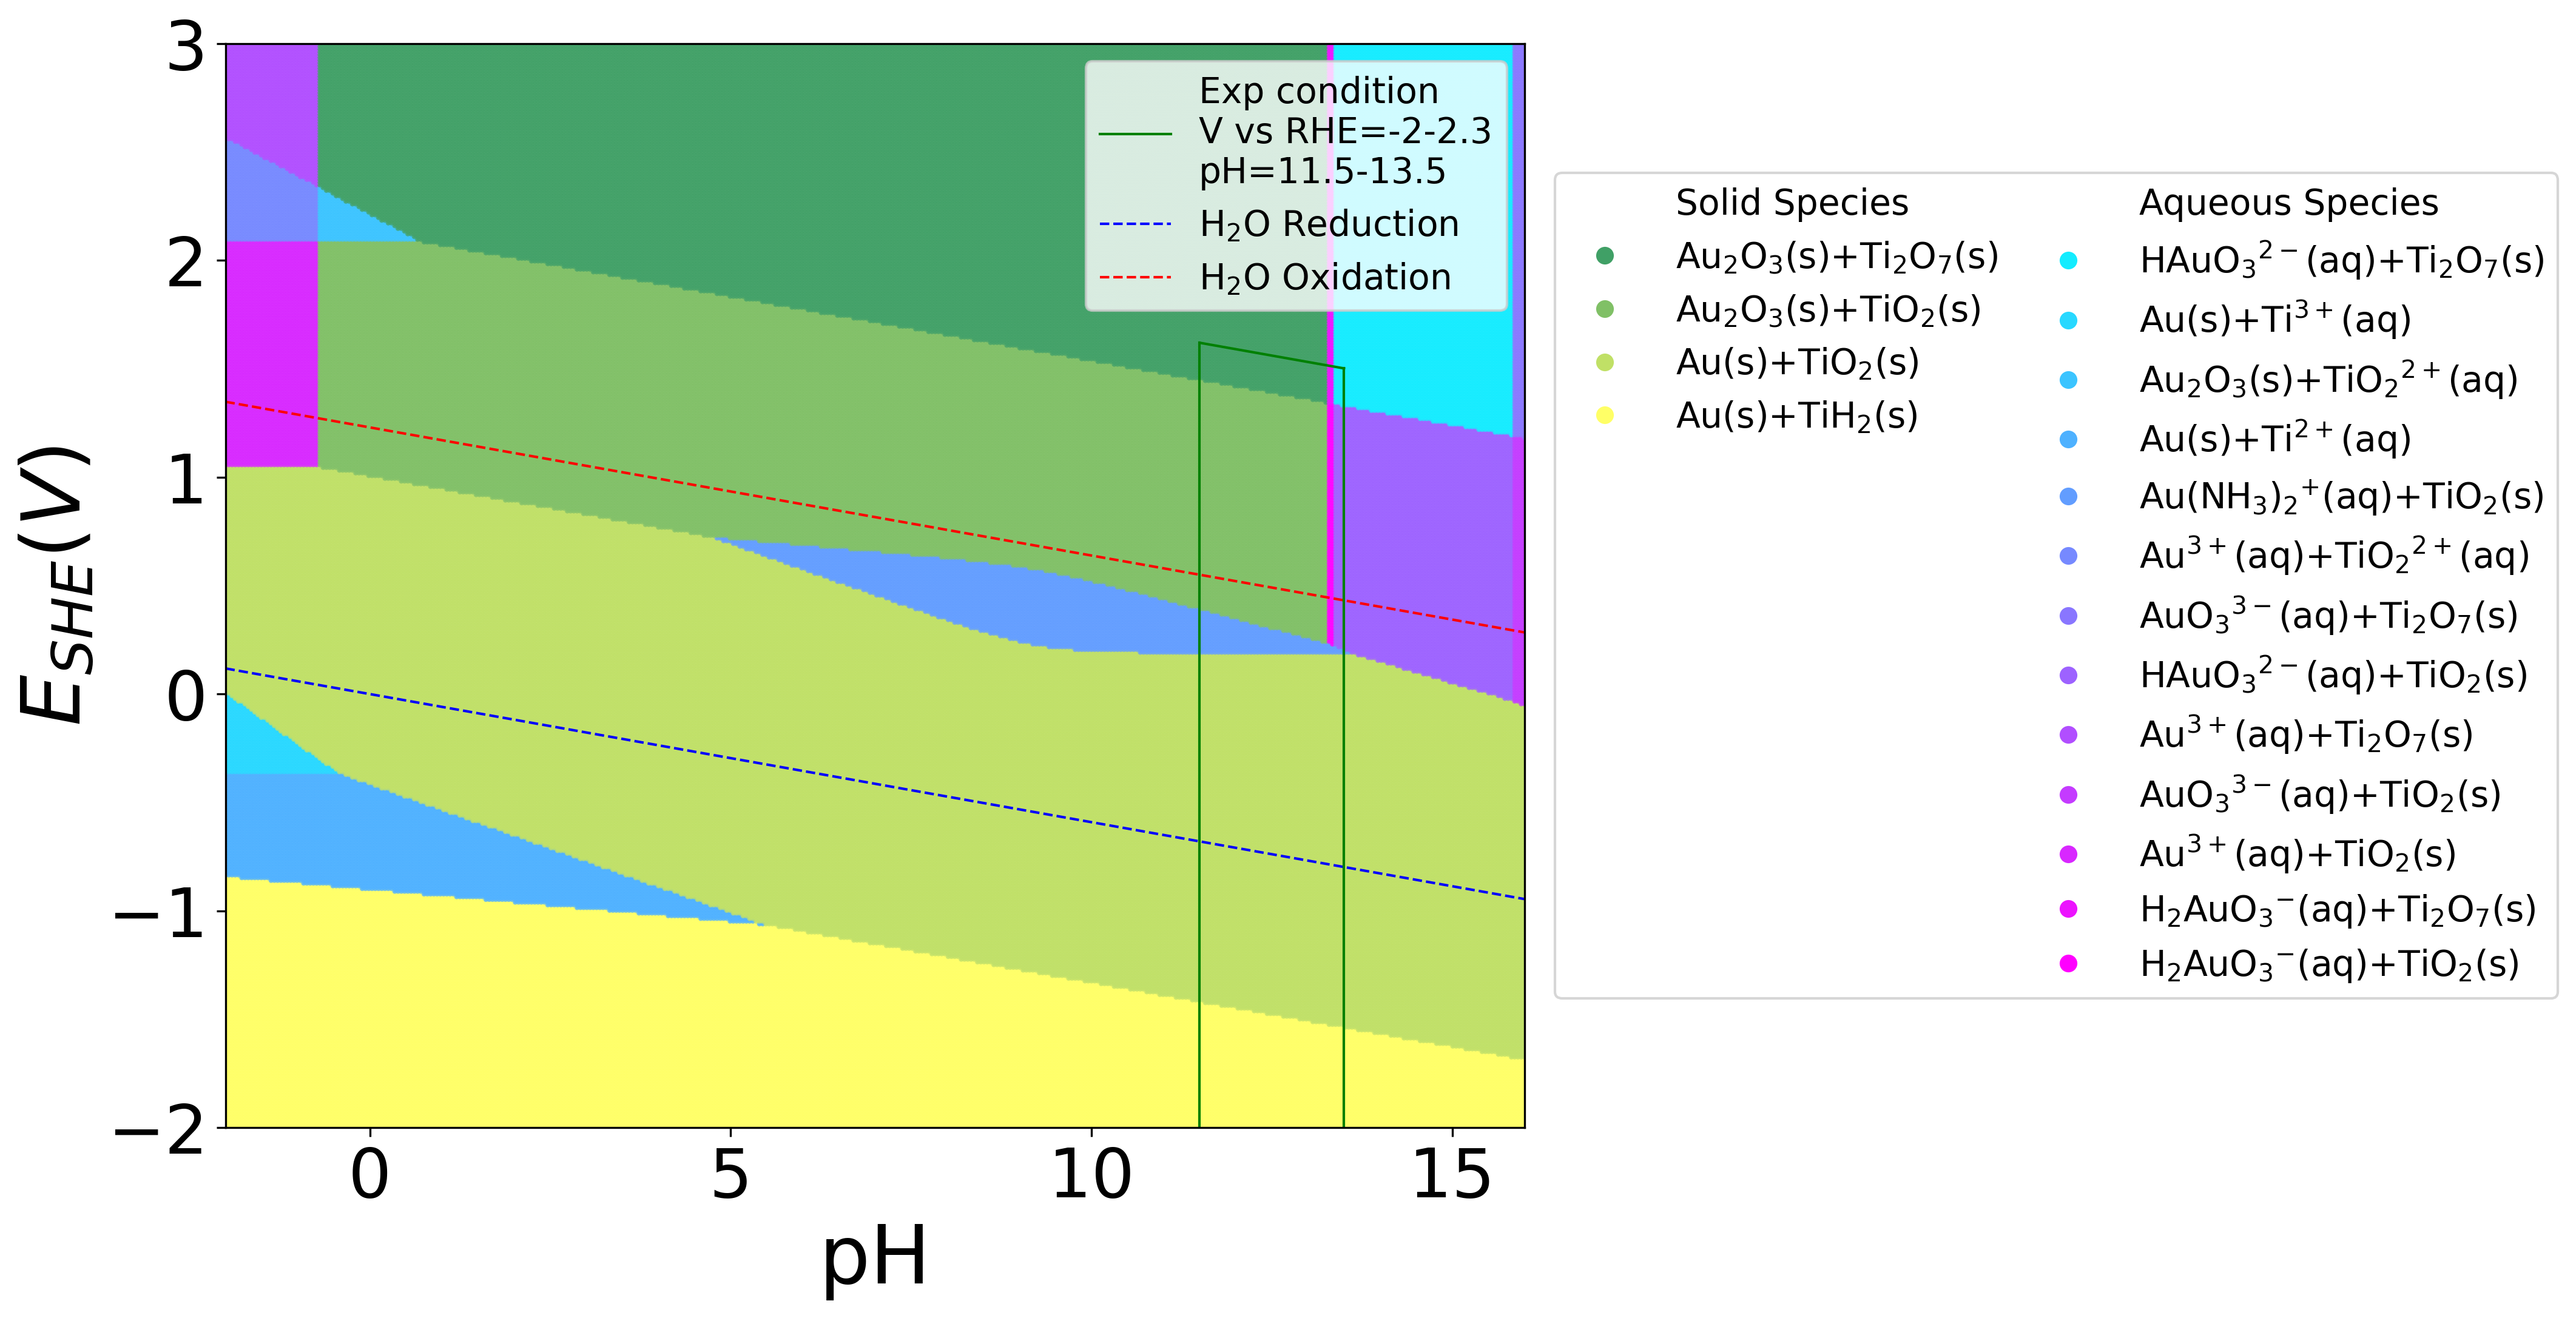 3
2
1
0
−1
−2
E_SHE(V)
0
5
10
15
pH
Exp condition
V vs RHE=-2-2.3
pH=11.5-13.5
H₂O Reduction
H₂O Oxidation
Solid Species
Au₂O₃(s)+Ti₂O₇(s)
Au₂O₃(s)+TiO₂(s)
Au(s)+TiO₂(s)
Au(s)+TiH₂(s)
Aqueous Species
HAuO₃²⁻(aq)+Ti₂O₇(s)
Au(s)+Ti³⁺(aq)
Au₂O₃(s)+TiO₂²⁺(aq)
Au(s)+Ti²⁺(aq)
Au(NH₃)₂⁺(aq)+TiO₂(s)
Au³⁺(aq)+TiO₂²⁺(aq)
AuO₃³⁻(aq)+Ti₂O₇(s)
HAuO₃²⁻(aq)+TiO₂(s)
Au³⁺(aq)+Ti₂O₇(s)
AuO₃³⁻(aq)+TiO₂(s)
Au³⁺(aq)+TiO₂(s)
H₂AuO₃⁻(aq)+Ti₂O₇(s)
H₂AuO₃⁻(aq)+TiO₂(s)